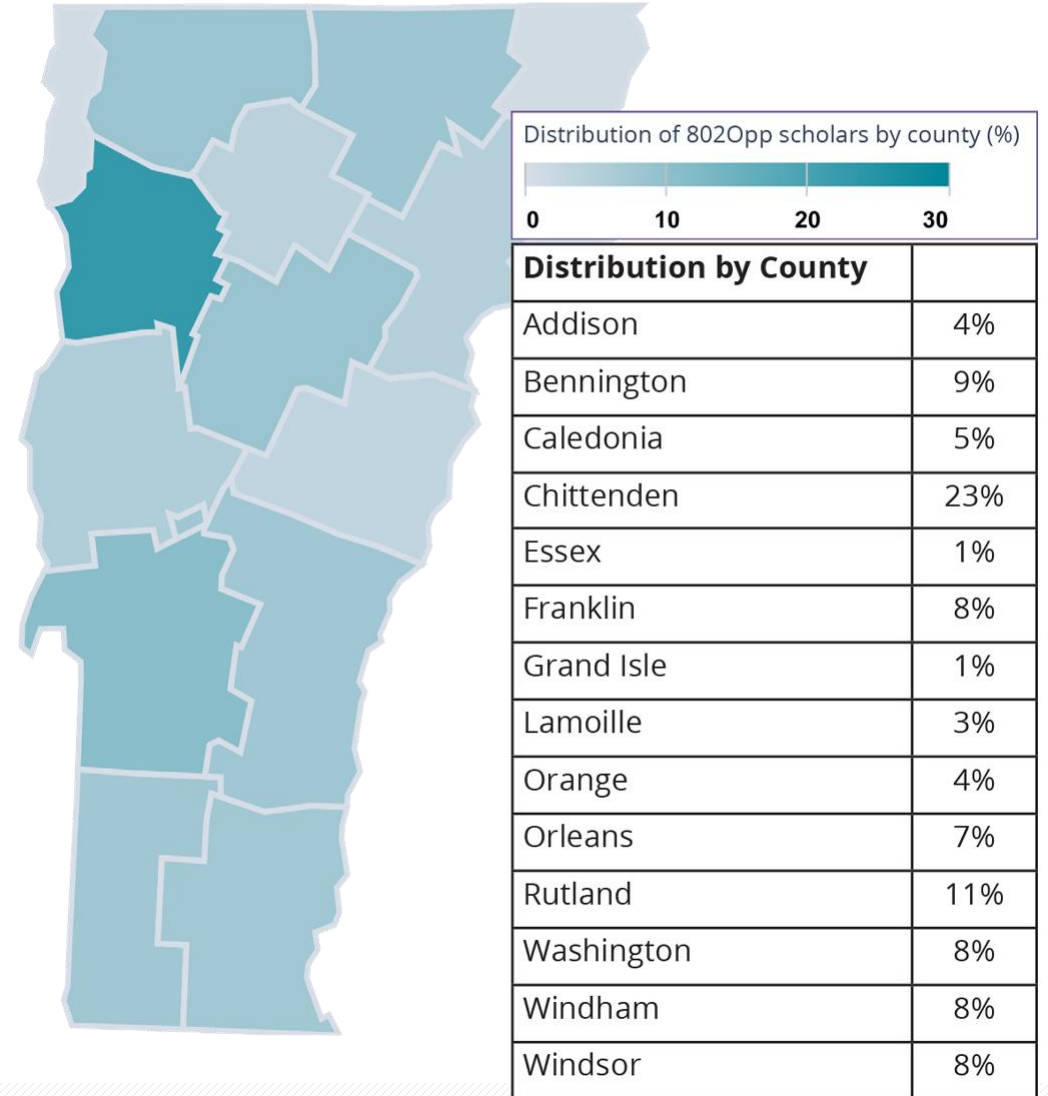 Distribution of 802Opp scholars by county (%)
0 10 20 30
Distribution by County
Addison 4%
Bennington 9%
Caledonia 5%
Chittenden 23%
Essex 1%
Franklin 8%
Grand Isle 1%
Lamoille 3%
Orange 4%
Orleans 7%
Rutland 11%
Washington 8%
Windham 8%
Windsor 8%